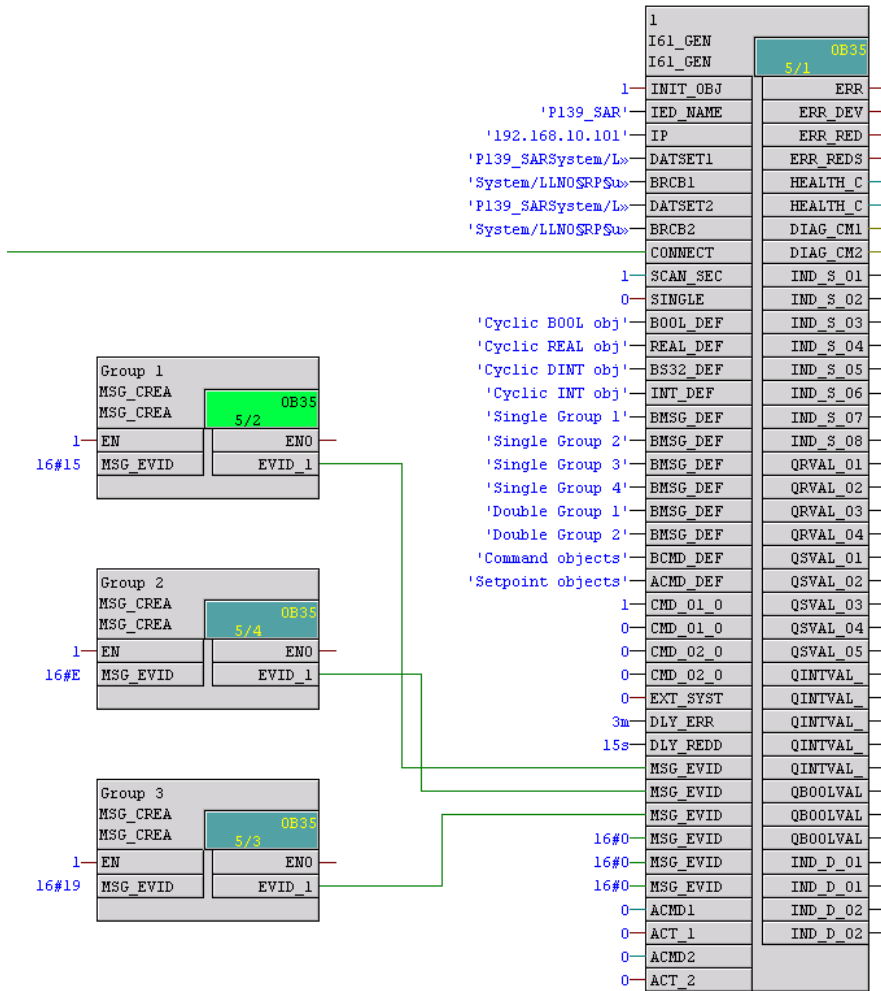 1
I61_GEN
I61_GEN
OB35
5/1
1 INIT_OBJ ERR
'P139_SAR' IED_NAME ERR_DEV
'192.168.10.101' IP ERR_RED
'P139_SARSystem/L» DATSET1 ERR_REDS
'System/LLN0$RP$u» BRCB1 HEALTH_C
'P139_SARSystem/L» DATSET2 HEALTH_C
'System/LLN0$RP$u» BRCB2 DIAG_CM1
CONNECT DIAG_CM2
1 SCAN_SEC IND_S_01
0 SINGLE IND_S_02
'Cyclic BOOL obj' BOOL_DEF IND_S_03
'Cyclic REAL obj' REAL_DEF IND_S_04
'Cyclic DINT obj' BS32_DEF IND_S_05
'Cyclic INT obj' INT_DEF IND_S_06
'Single Group 1' BMSG_DEF IND_S_07
'Single Group 2' BMSG_DEF IND_S_08
'Single Group 3' BMSG_DEF QRVAL_01
'Single Group 4' BMSG_DEF QRVAL_02
'Double Group 1' BMSG_DEF QRVAL_03
'Double Group 2' BMSG_DEF QRVAL_04
'Command objects' BCMD_DEF QSVAL_01
'Setpoint objects' ACMD_DEF QSVAL_02
1 CMD_01_0 QSVAL_03
0 CMD_01_0 QSVAL_04
0 CMD_02_0 QSVAL_05
0 CMD_02_0 QINTVAL_
0 EXT_SYST QINTVAL_
3m DLY_ERR QINTVAL_
15s DLY_REDD QINTVAL_
MSG_EVID QINTVAL_
MSG_EVID QBOOLVAL
MSG_EVID QBOOLVAL
16#0 MSG_EVID QBOOLVAL
16#0 MSG_EVID IND_D_01
16#0 MSG_EVID IND_D_01
0 ACMD1 IND_D_02
0 ACT_1 IND_D_02
0 ACMD2
0 ACT_2
Group 1
MSG_CREA
MSG_CREA
OB35
5/2
1 EN ENO
16#15 MSG_EVID EVID_1
Group 2
MSG_CREA
MSG_CREA
OB35
5/4
1 EN ENO
16#E MSG_EVID EVID_1
Group 3
MSG_CREA
MSG_CREA
OB35
5/3
1 EN ENO
16#19 MSG_EVID EVID_1